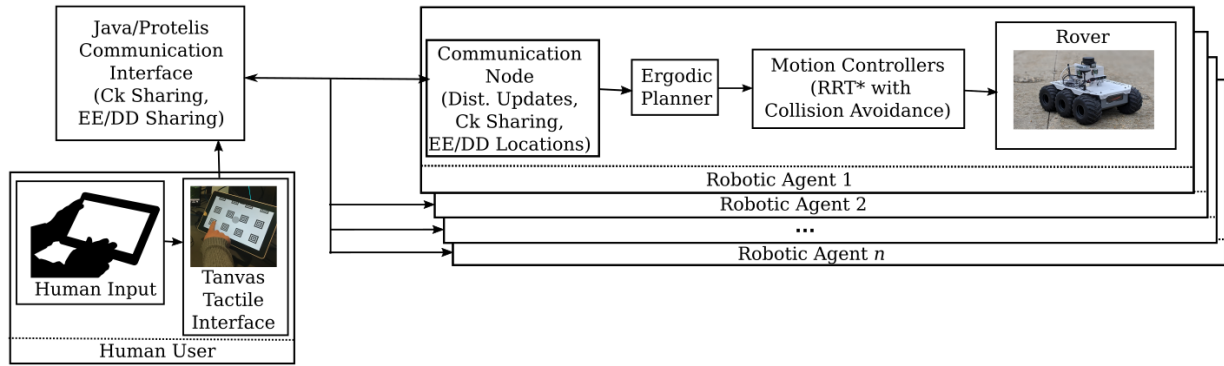 Java/Protelis
Communication
Interface
(Ck Sharing,
EE/DD Sharing)
Human Input
Tanvas
Tactile
Interface
Human User
Communication
Node
(Dist. Updates,
Ck Sharing,
EE/DD Locations)
Ergodic
Planner
Motion Controllers
(RRT* with
Collision Avoidance)
Rover
Robotic Agent 1
Robotic Agent 2
...
Robotic Agent n